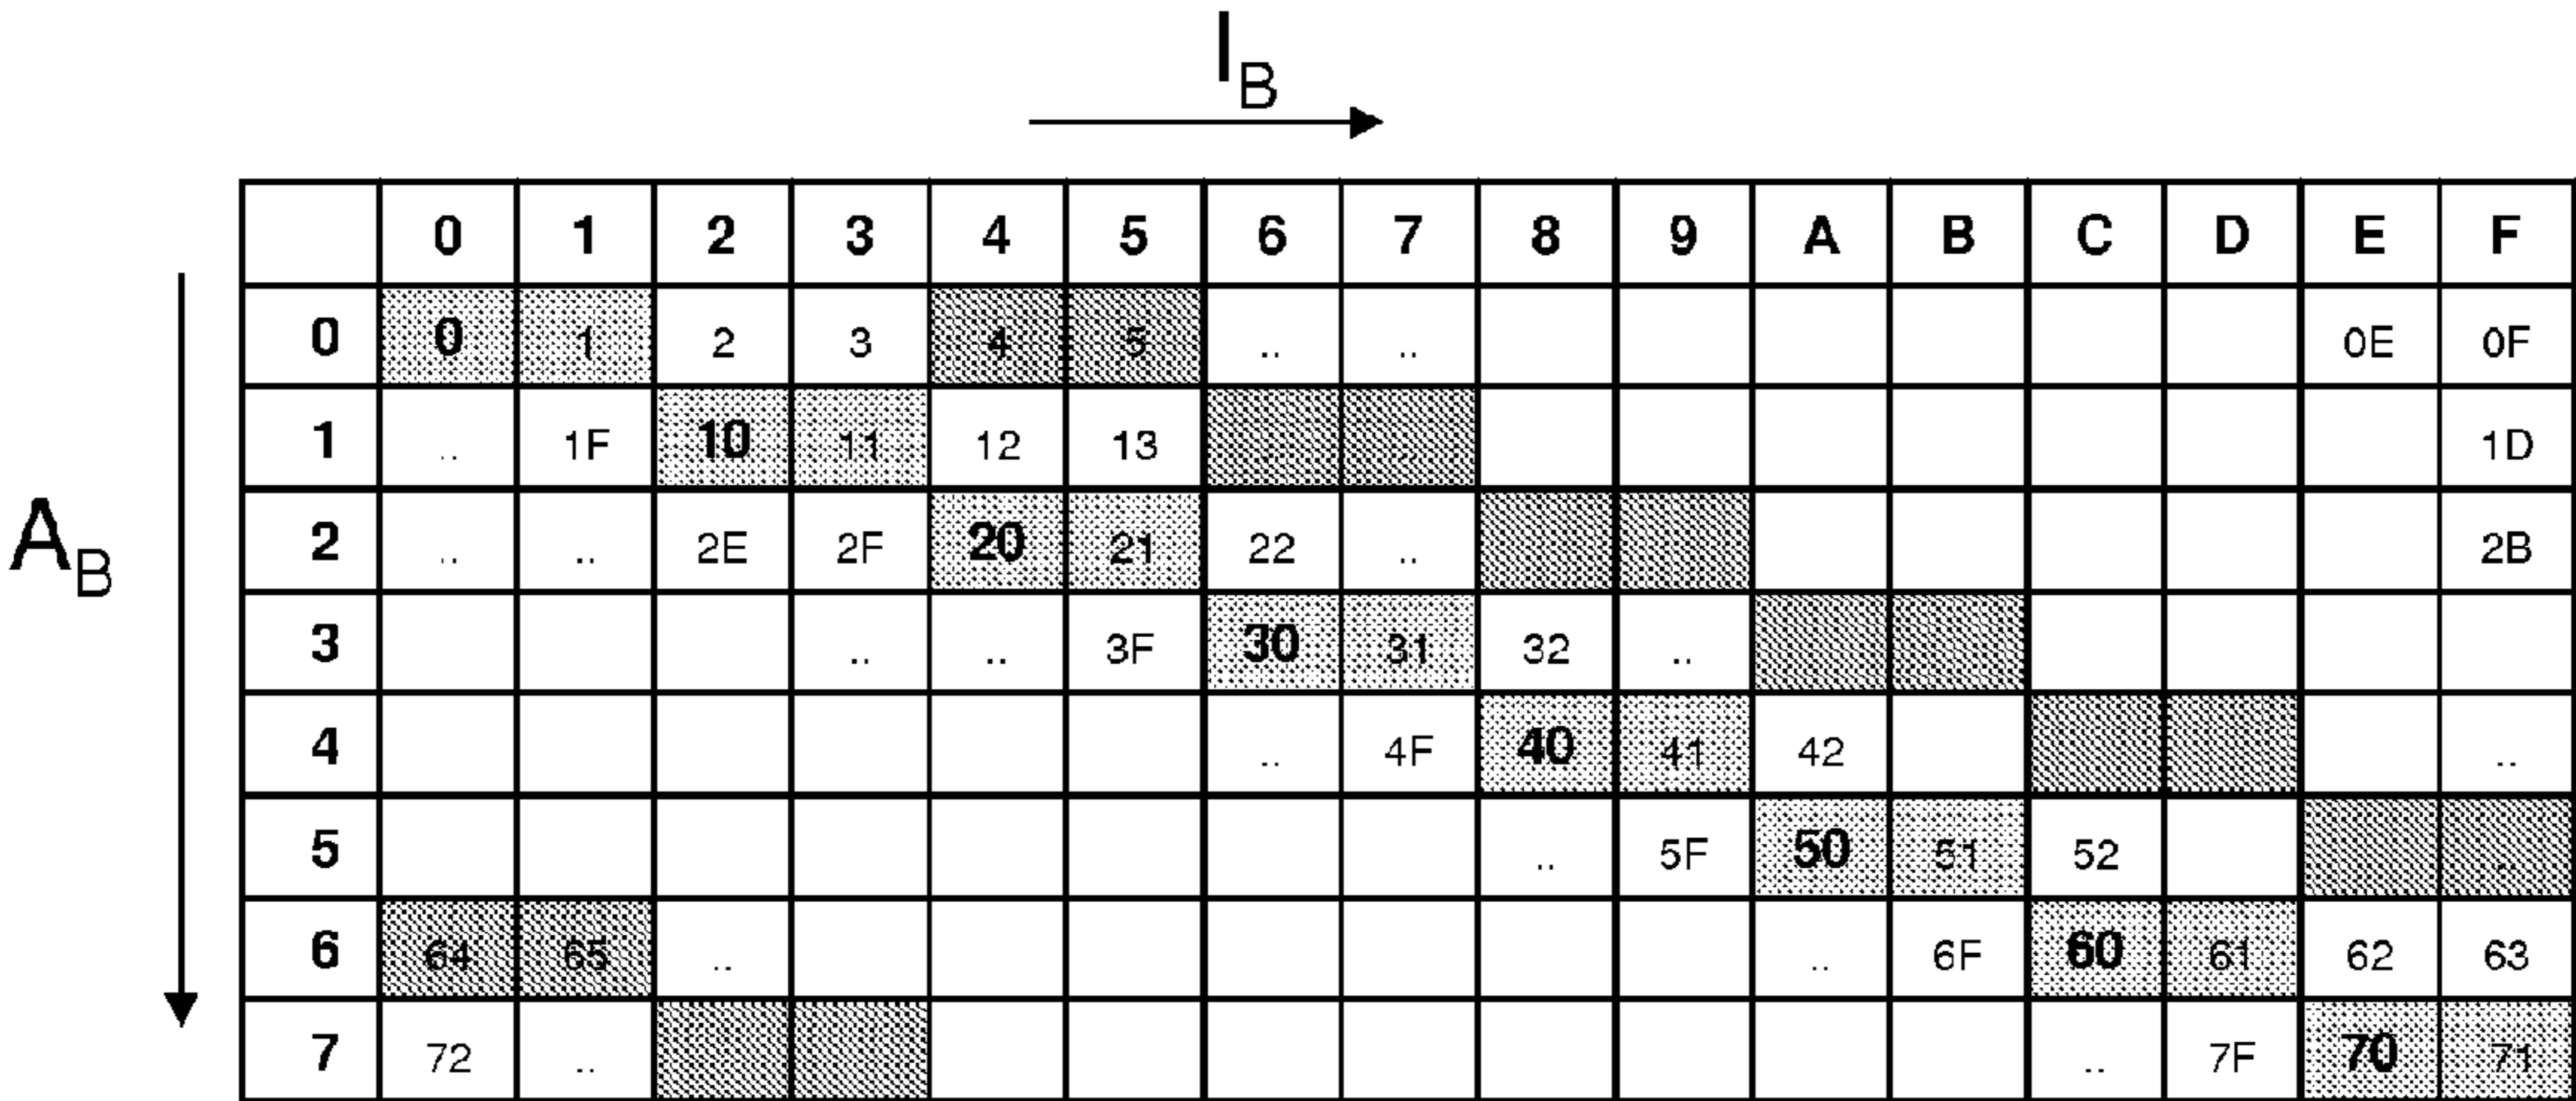 I_B
0 1 2 3 4 5 6 7 8 9 A B C D E F
0 0 1 2 3 4 5 .. .. 0E 0F
1 .. 1F 10 11 12 13 1D
A_B
2 .. .. 2E 2F 20 21 22 .. 2B
3 .. .. 3F 30 31 32 ..
4 .. 4F 40 41 42 ..
5 .. 5F 50 51 52
6 64 65 .. .. 6F 60 61 62 63
7 72 .. .. 7F 70 71